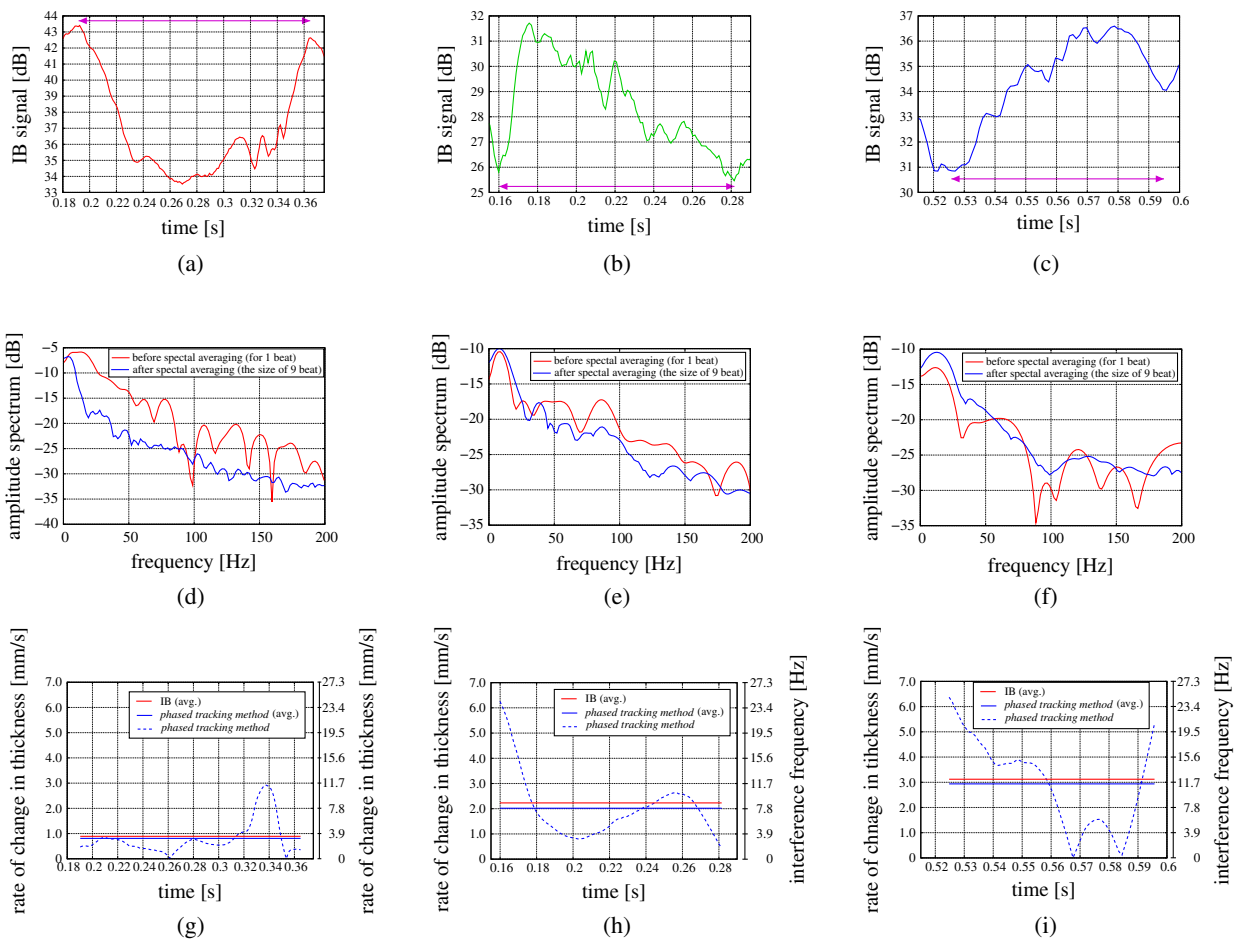 IB signal [dB]
44
43
42
41
40
39
37
36
35
34
33
0.18 0.2 0.22 0.24 0.26 0.28 0.3 0.32 0.34 0.36
time [s]
(a)
IB signal [dB]
32
31
30
29
28
27
26
25
0.16 0.18 0.2 0.22 0.24 0.26 0.28
time [s]
(b)
IB signal [dB]
37
36
35
34
33
32
31
30
0.52 0.53 0.54 0.55 0.56 0.57 0.58 0.59 0.6
time [s]
(c)
amplitude spectrum [dB]
−5
−10
−15
−20
−25
−30
−35
−40
before spectal averaging (for 1 beat)
after spectal averaging (the size of 9 beat)
0 50 100 150 200
frequency [Hz]
(d)
amplitude spectrum [dB]
−10
−15
−20
−25
−30
−35
before spectal averaging (for 1 beat)
after spectal averaging (the size of 9 beat)
0 50 100 150 200
frequency [Hz]
(e)
amplitude spectrum [dB]
−10
−15
−20
−25
−30
−35
before spectal averaging (for 1 beat)
after spectal averaging (the size of 9 beat)
0 50 100 150 200
frequency [Hz]
(f)
rate of change in thickness [mm/s]
7.0
6.0
5.0
4.0
3.0
2.0
1.0
0
IB (avg.)
phased tracking method (avg.)
phased tracking method
27.3
23.4
19.5
15.6
11.7
7.8
3.9
0
rate of change in thickness [mm/s]
0.18 0.2 0.22 0.24 0.26 0.28 0.3 0.32 0.34 0.36
time [s]
(g)
rate of change in thickness [mm/s]
7.0
6.0
5.0
4.0
3.0
2.0
1.0
0
IB (avg.)
phased tracking method (avg.)
phased tracking method
27.3
23.4
19.5
15.6
11.7
7.8
3.9
0
interference frequency [Hz]
0.16 0.18 0.2 0.22 0.24 0.26 0.28
time [s]
(h)
rate of chnage in tihckness [mm/s]
7.0
6.0
5.0
4.0
3.0
2.0
1.0
0
IB (avg.)
phased tracking method (avg.)
phased tracking method
27.3
23.4
19.5
15.6
11.7
7.8
3.9
0
interference frequency [Hz]
0.52 0.53 0.54 0.55 0.56 0.57 0.58 0.59 0.6
time [s]
(i)